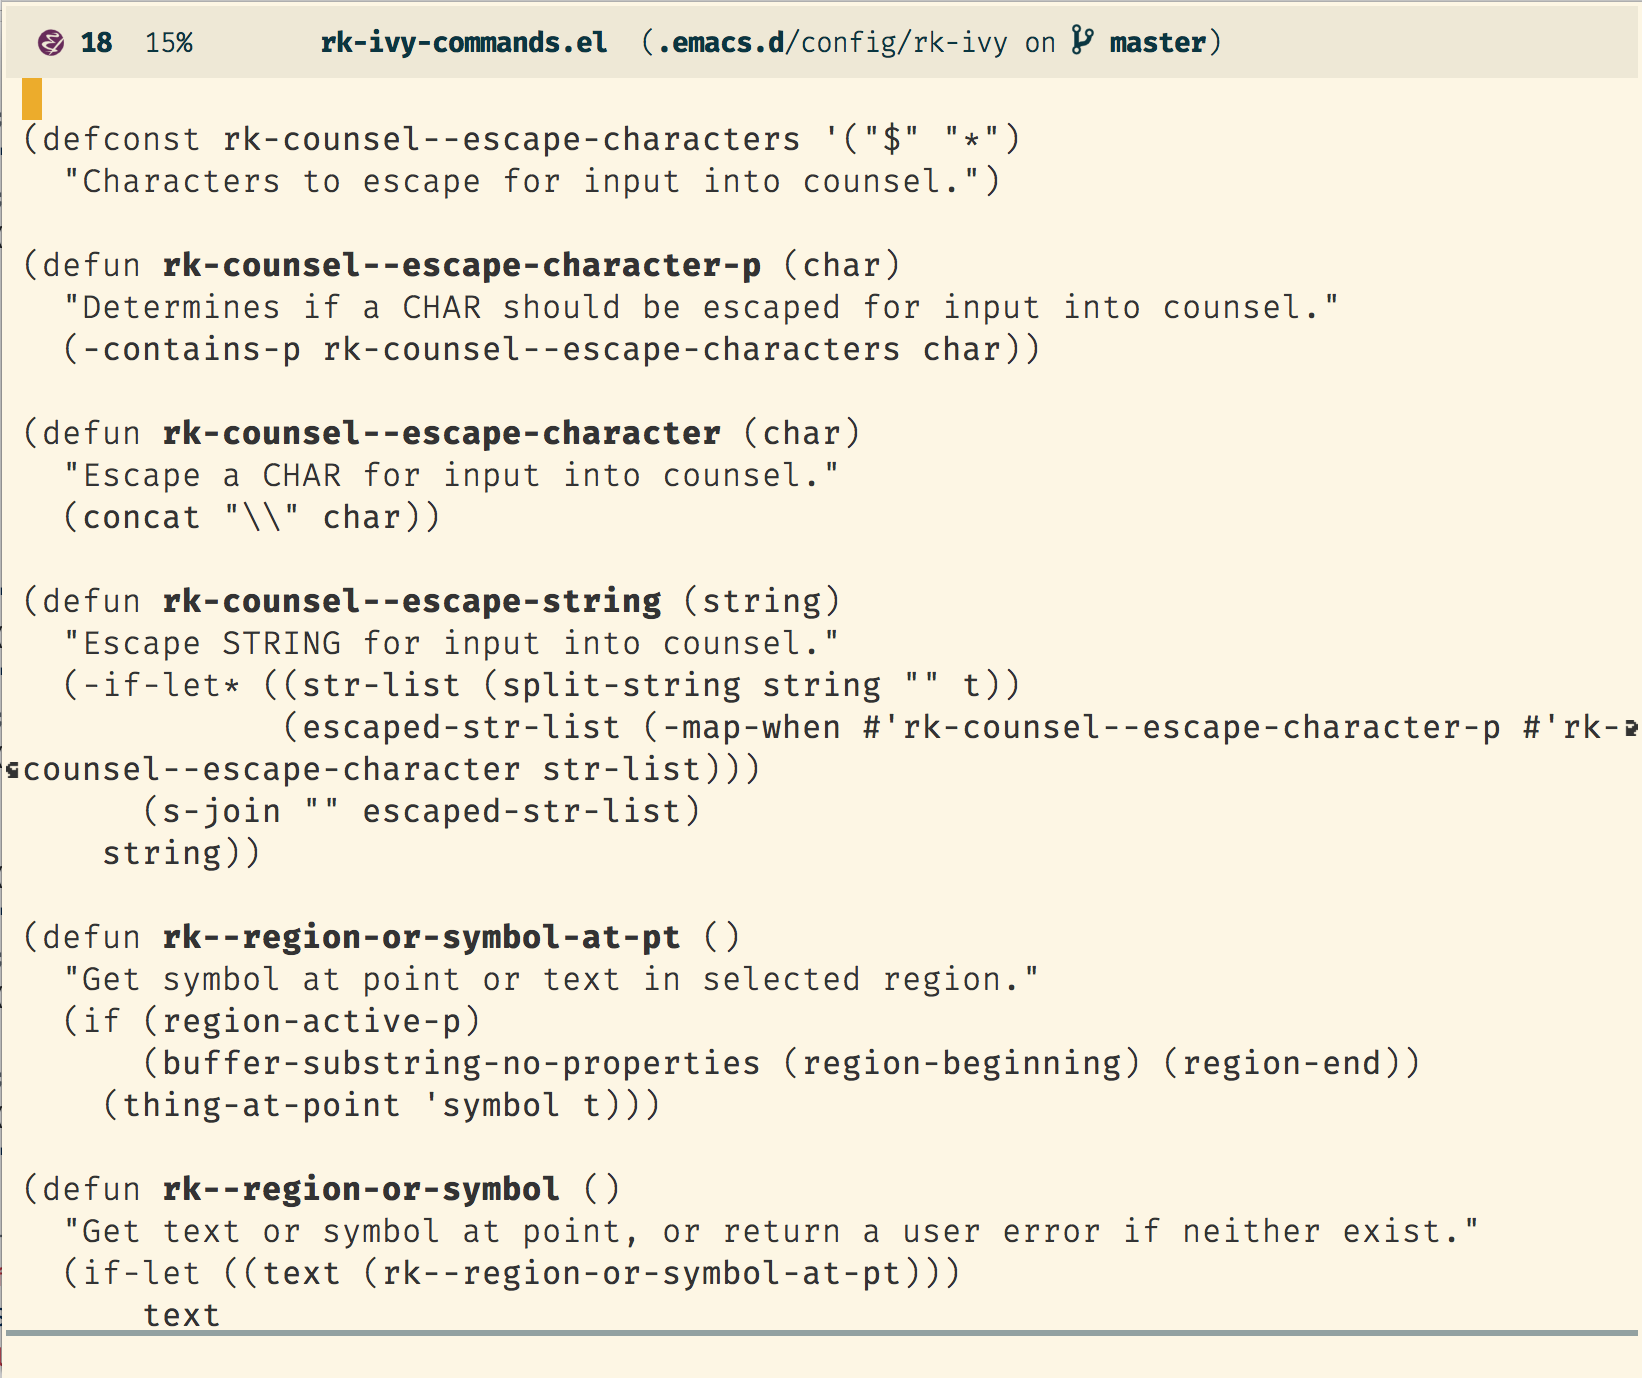 18 15% rk-ivy-commands.el (.emacs.d/config/rk-ivy on master)
(defconst rk-counsel--escape-characters '("$" "*")
  "Characters to escape for input into counsel.")

(defun rk-counsel--escape-character-p (char)
  "Determines if a CHAR should be escaped for input into counsel."
  (-contains-p rk-counsel--escape-characters char))

(defun rk-counsel--escape-character (char)
  "Escape a CHAR for input into counsel."
  (concat "\\" char))

(defun rk-counsel--escape-string (string)
  "Escape STRING for input into counsel."
  (-if-let* ((str-list (split-string string "" t))
             (escaped-str-list (-map-when #'rk-counsel--escape-character-p #'rk-
counsel--escape-character str-list)))
      (s-join "" escaped-str-list)
    string))

(defun rk--region-or-symbol-at-pt ()
  "Get symbol at point or text in selected region."
  (if (region-active-p)
      (buffer-substring-no-properties (region-beginning) (region-end))
    (thing-at-point 'symbol t)))

(defun rk--region-or-symbol ()
  "Get text or symbol at point, or return a user error if neither exist."
  (if-let ((text (rk--region-or-symbol-at-pt)))
      text